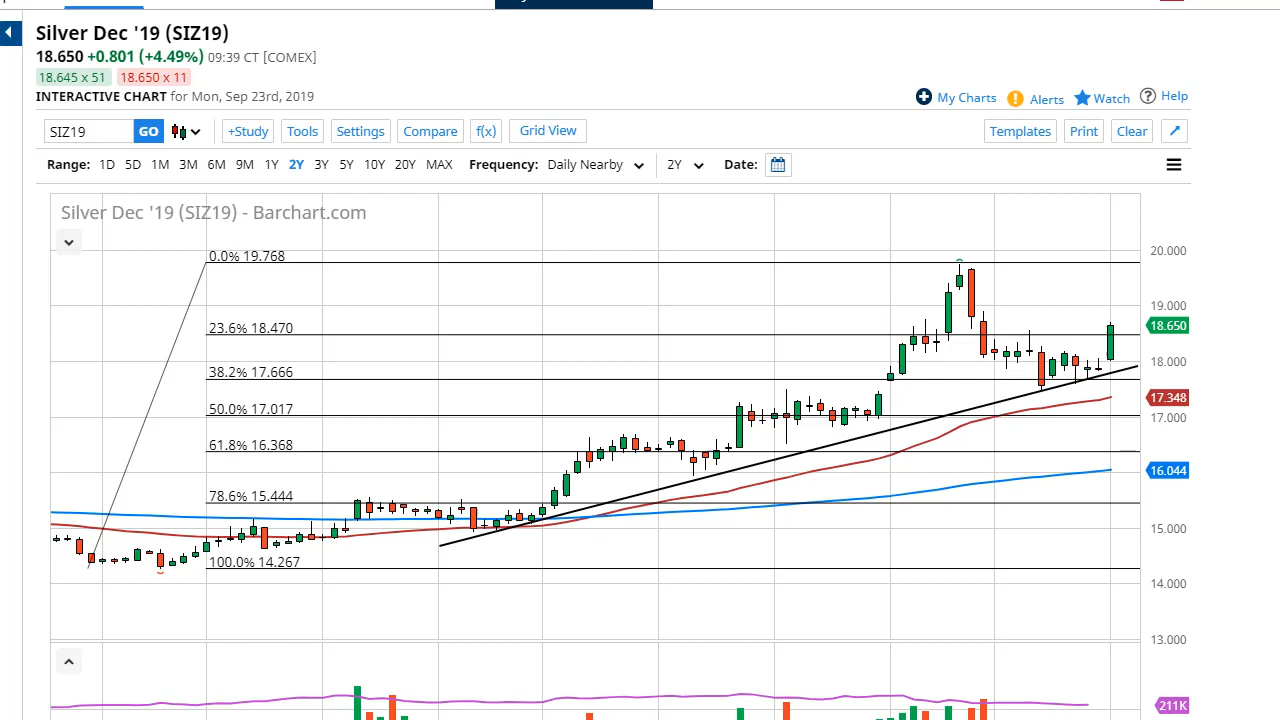 Silver Dec '19 (SIZ19)
18.650 +0.801 (+4.49%) 09:39 CT [COMEX]
18.645 x 51 18.650 x 11
INTERACTIVE CHART for Mon, Sep 23rd, 2019
My Charts Alerts Watch Help
SIZ19 GO +Study Tools Settings Compare f(x) Grid View Templates Print Clear
Range: 1D 5D 1M 3M 6M 9M 1Y 2Y 3Y 5Y 10Y 20Y MAX Frequency: Daily Nearby 2Y Date:
Silver Dec '19 (SIZ19) - Barchart.com
20.000
0.0% 19.768
19.000
23.6% 18.470
18.650
18.000
38.2% 17.666
17.348
50.0% 17.017
17.000
61.8% 16.368
16.044
78.6% 15.444
15.000
100.0% 14.267
14.000
13.000
211K